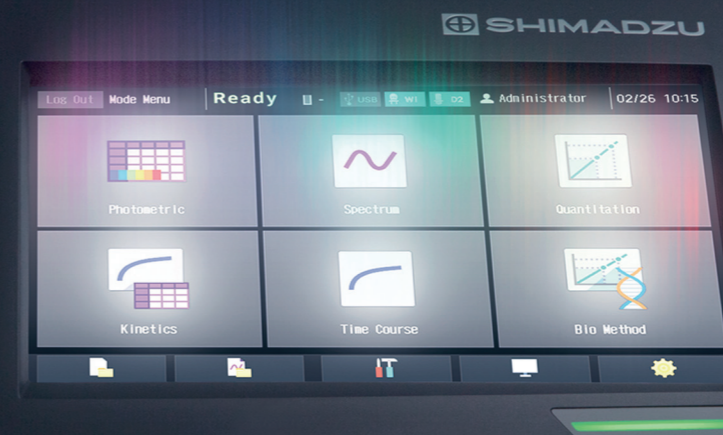 SHIMADZU
Log Out Mode Menu Ready - USB WI D2 Administrator 02/26 10:15
Photometric Spectrum Quantitation
Kinetics Time Course Bio Method